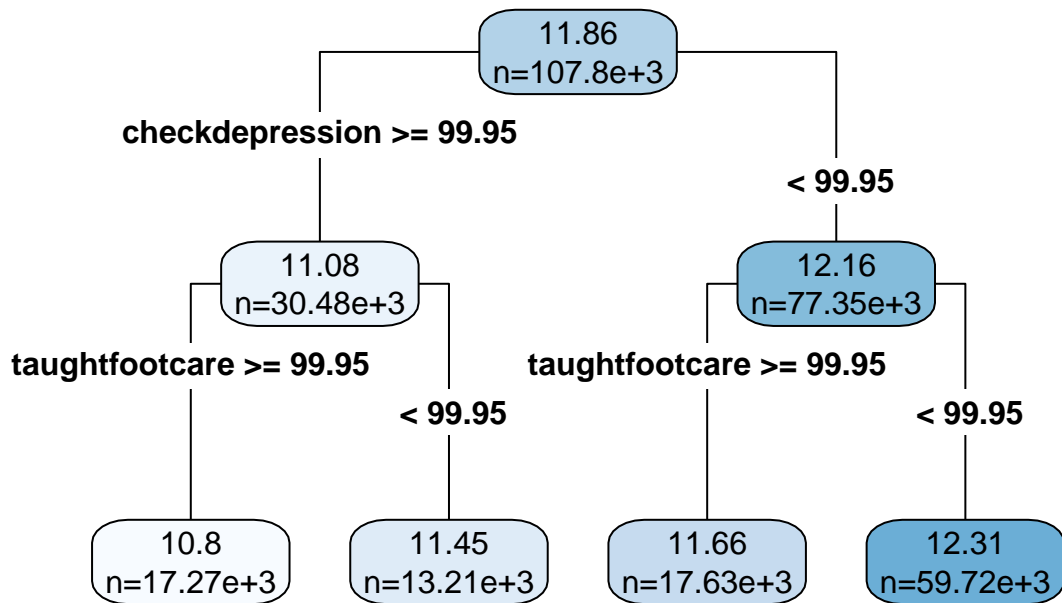 11.86
n=107.8e+3
checkdepression >= 99.95
< 99.95
11.08
n=30.48e+3
12.16
n=77.35e+3
taughtfootcare >= 99.95
< 99.95
taughtfootcare >= 99.95
< 99.95
10.8
n=17.27e+3
11.45
n=13.21e+3
11.66
n=17.63e+3
12.31
n=59.72e+3